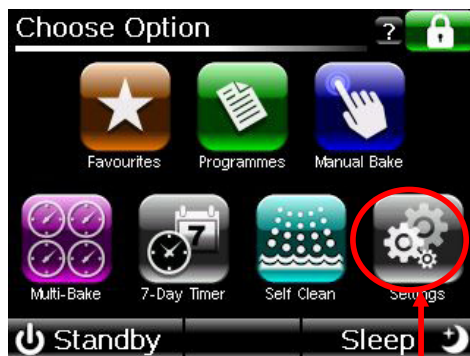 Choose Option ?
Favourites Programmes Manual Bake
7
Multi-Bake 7-Day Timer Self Clean Settings
Standby Sleep